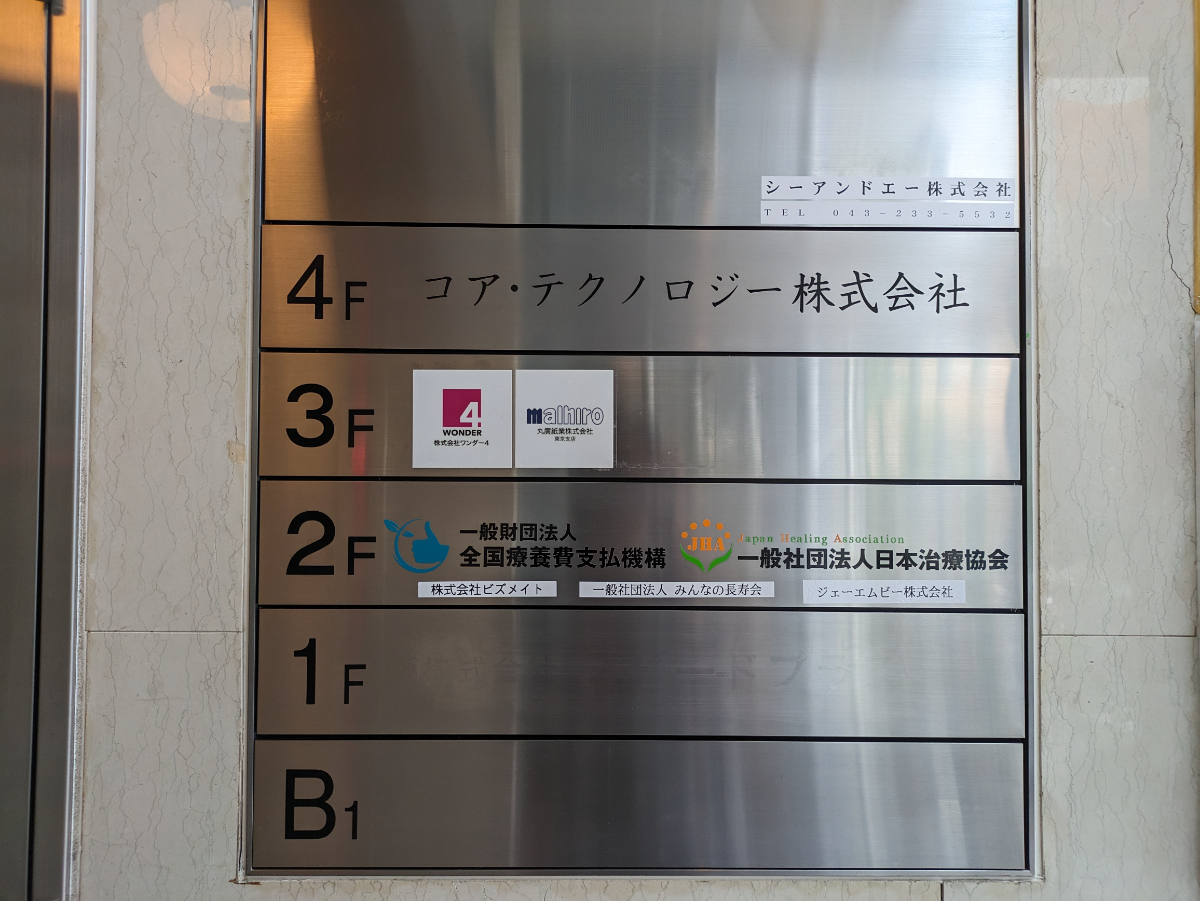 シーアンドエー株式会社
TEL 043-233-5532
4F コア・テクノロジー株式会社
3F
4
WONDER
株式会社ワンダー4
malhiro
丸廣紙業株式会社
東京支店
2F
一般財団法人
全国療養費支払機構
JHA
Japan Healing Association
一般社団法人日本治療協会
株式会社ビズメイト
一般社団法人 みんなの長寿会
ジェーエムビー株式会社
1F
B1